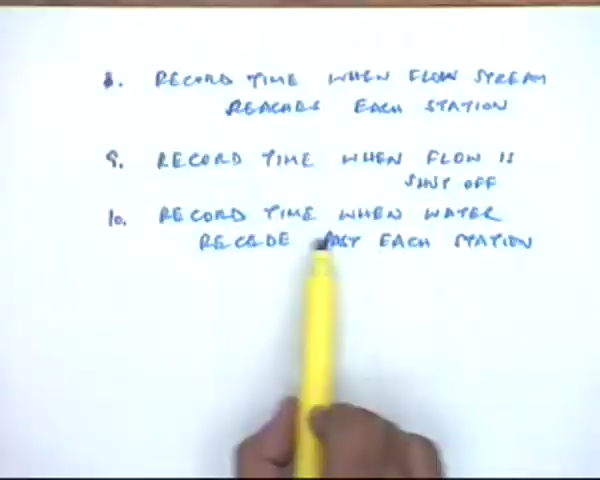 8. RECORD TIME WHEN FLOW STREAM
REACHES EACH STATION
9. RECORD TIME WHEN FLOW IS
SHUT OFF
10. RECORD TIME WHEN WATER
RECEDE PAST EACH STATION